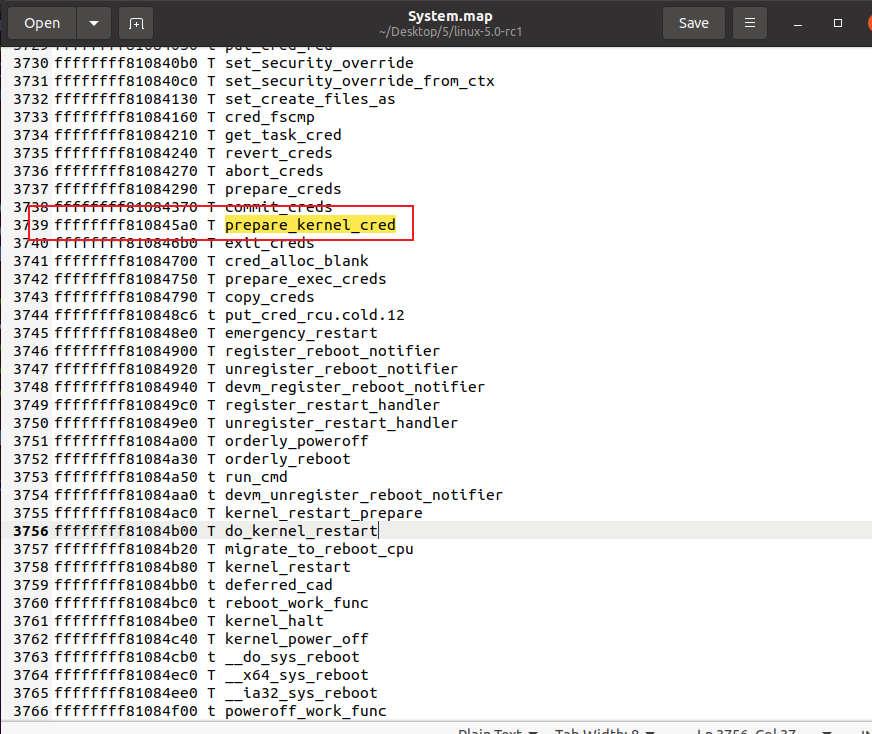 Open
System.map
~/Desktop/5/linux-5.0-rc1
Save
3729 ffffffff81084030 t put_cred_rcu
3730 ffffffff810840b0 T set_security_override
3731 ffffffff810840c0 T set_security_override_from_ctx
3732 ffffffff81084130 T set_create_files_as
3733 ffffffff81084160 T cred_fscmp
3734 ffffffff81084210 T get_task_cred
3735 ffffffff81084240 T revert_creds
3736 ffffffff81084270 T abort_creds
3737 ffffffff81084290 T prepare_creds
3738 ffffffff81084370 T commit_creds
3739 ffffffff810845a0 T prepare_kernel_cred
3740 ffffffff810846b0 T exit_creds
3741 ffffffff81084700 T cred_alloc_blank
3742 ffffffff81084750 T prepare_exec_creds
3743 ffffffff81084790 T copy_creds
3744 ffffffff810848c6 t put_cred_rcu.cold.12
3745 ffffffff810848e0 T emergency_restart
3746 ffffffff81084900 T register_reboot_notifier
3747 ffffffff81084920 T unregister_reboot_notifier
3748 ffffffff81084940 T devm_register_reboot_notifier
3749 ffffffff810849c0 T register_restart_handler
3750 ffffffff810849e0 T unregister_restart_handler
3751 ffffffff81084a00 T orderly_poweroff
3752 ffffffff81084a30 T orderly_reboot
3753 ffffffff81084a50 t run_cmd
3754 ffffffff81084aa0 t devm_unregister_reboot_notifier
3755 ffffffff81084ac0 T kernel_restart_prepare
3756 ffffffff81084b00 T do_kernel_restart
3757 ffffffff81084b20 T migrate_to_reboot_cpu
3758 ffffffff81084b80 T kernel_restart
3759 ffffffff81084bb0 t deferred_cad
3760 ffffffff81084bc0 t reboot_work_func
3761 ffffffff81084be0 T kernel_halt
3762 ffffffff81084c40 T kernel_power_off
3763 ffffffff81084cb0 t __do_sys_reboot
3764 ffffffff81084ec0 T __x64_sys_reboot
3765 ffffffff81084ee0 T __ia32_sys_reboot
3766 ffffffff81084f00 t poweroff_work_func
Plain Text Tab Width: 8 Ln 3756, Col 37